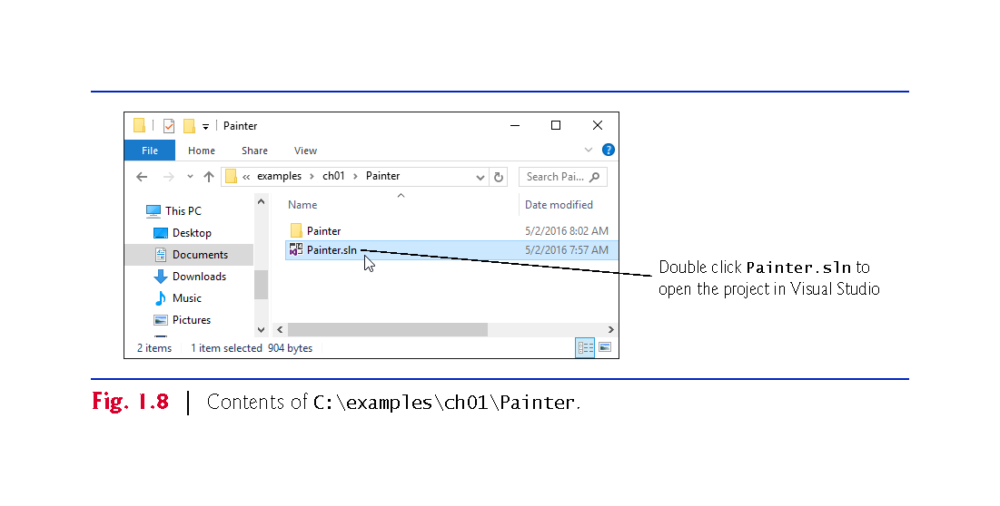 Painter
File Home Share View
« examples › ch01 › Painter Search Pai...
Name Date modified
This PC
Desktop
Documents
Downloads
Music
Pictures
Painter 5/2/2016 8:02 AM
Painter.sln 5/2/2016 7:57 AM
2 items 1 item selected 904 bytes
Double click Painter.sln to
open the project in Visual Studio
Fig. 1.8 | Contents of C:\examples\ch01\Painter.